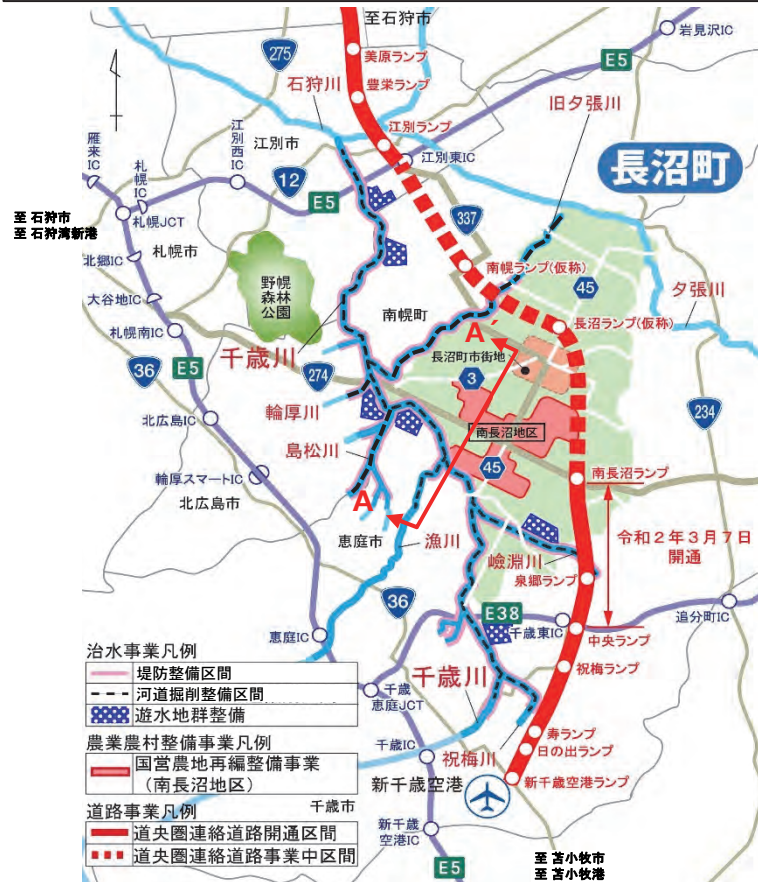 至石狩市
275
美原ランプ
岩見沢IC
E5
石狩川
豊栄ランプ
旧夕張川
江別ランプ
雁来IC
札幌IC
江別西IC
江別市
江別東IC
長沼町
12
E5
337
至 石狩市
至 石狩湾新港
札幌JCT
札幌市
北郷IC
野幌
森林
公園
南幌ランプ(仮称)
45
夕張川
大谷地IC
南幌町
長沼ランプ(仮称)
札幌南IC
千歳川
A´
長沼町市街地
36
E5
274
3
234
輪厚川
北広島IC
南長沼地区
島松川
45
輪厚スマートIC
南長沼ランプ
北広島市
A
恵庭市
漁川
令和2年3月7日
開通
嶮淵川
泉郷ランプ
36
E38
千歳東IC
追分町IC
恵庭IC
中央ランプ
治水事業凡例
堤防整備区間
河道掘削整備区間
遊水地群整備
千歳川
祝梅ランプ
千歳
恵庭JCT
農業農村整備事業凡例
国営農地再編整備事業
(南長沼地区)
千歳IC
祝梅川
寿ランプ
日の出ランプ
新千歳空港
新千歳空港ランプ
道路事業凡例
千歳市
道央圏連絡道路開通区間
道央圏連絡道路事業中区間
新千歳
空港IC
E5
至 苫小牧市
至 苫小牧港